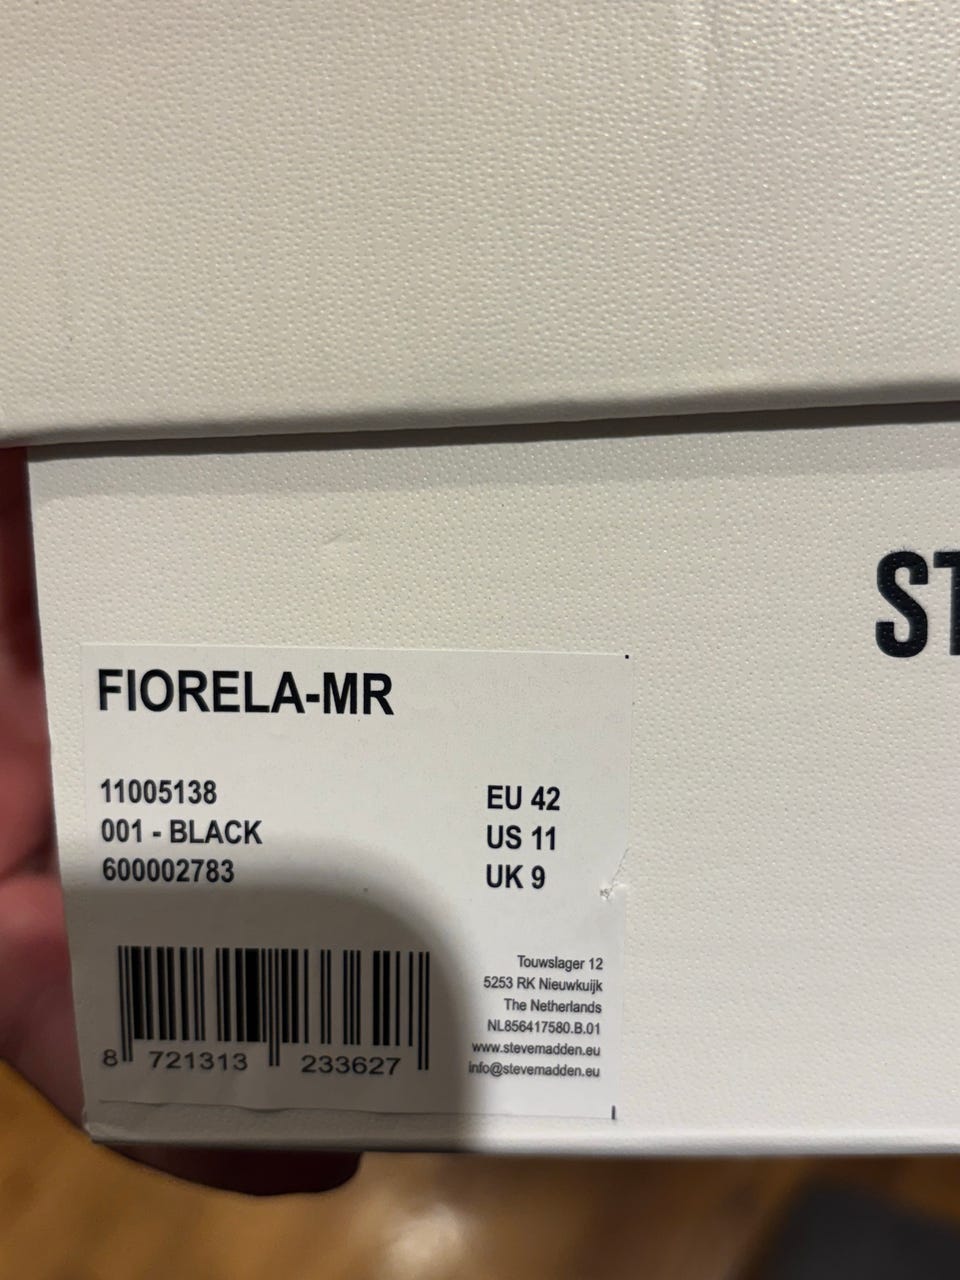 ST
FIORELA-MR
11005138
001 - BLACK
600002783
EU 42
US 11
UK 9
Touwslager 12
5253 RK Nieuwkuijk
The Netherlands
NL856417580.B.01
www.stevemadden.eu
info@stevemadden.eu
8 721313 233627